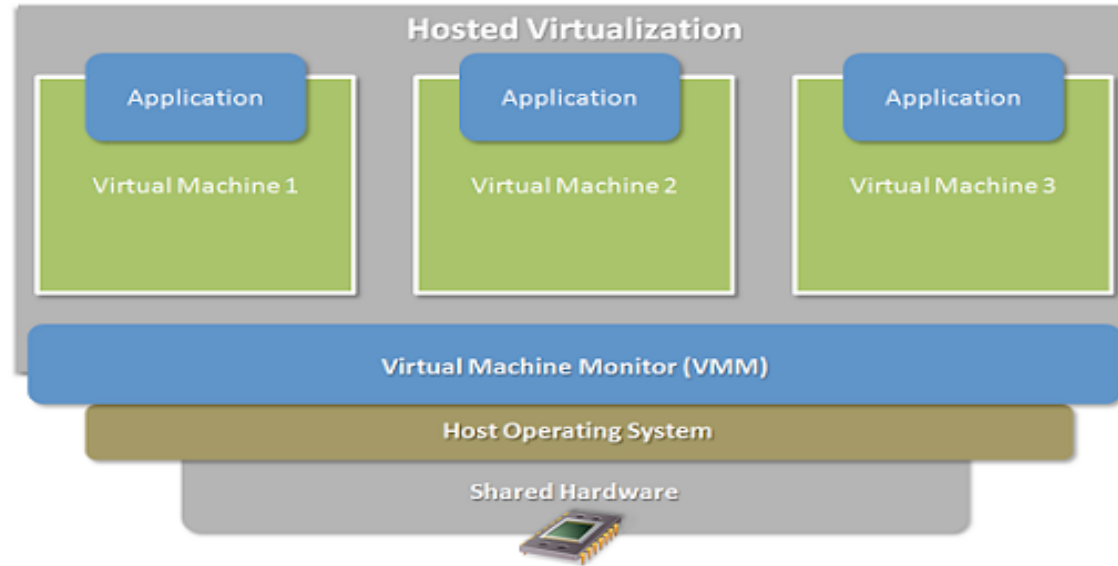 Hosted Virtualization
Application
Application
Application
Virtual Machine 1
Virtual Machine 2
Virtual Machine 3
Virtual Machine Monitor (VMM)
Host Operating System
Shared Hardware